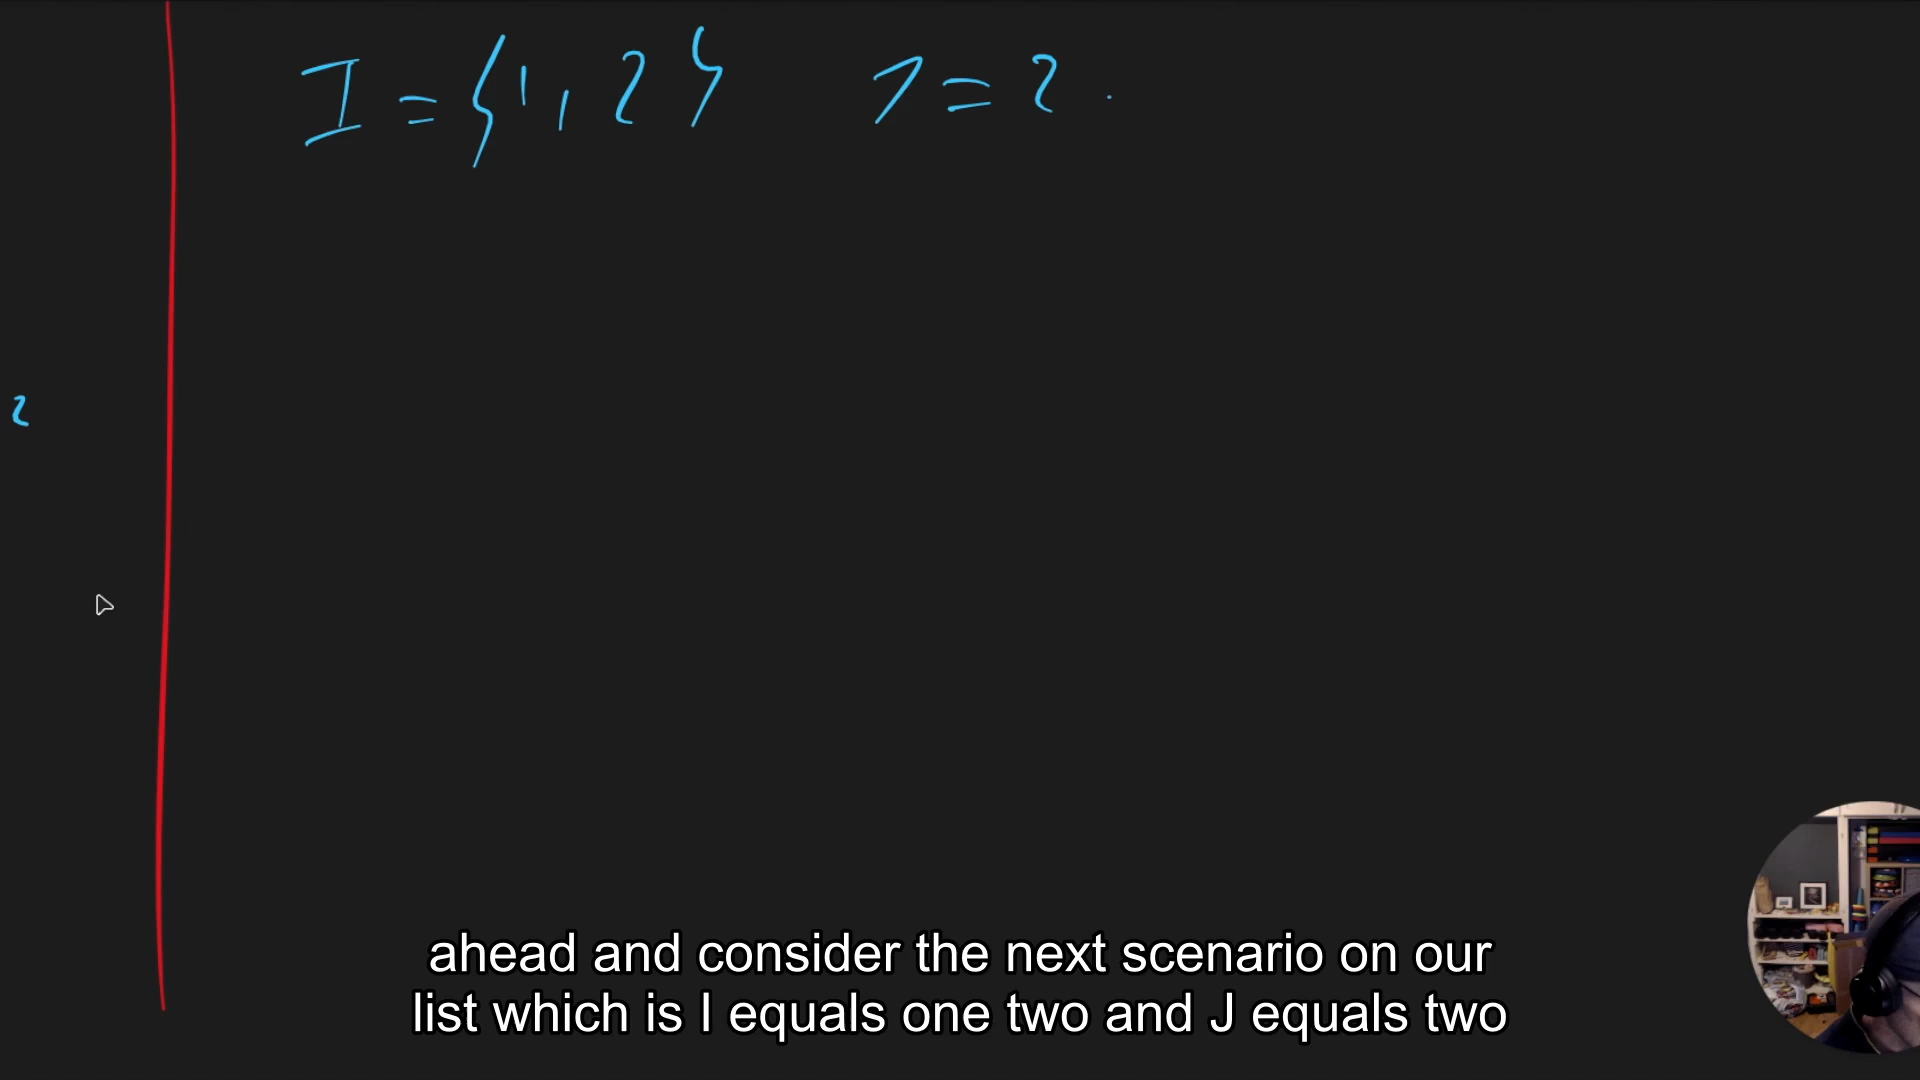 I = {1, 2} J = 2.
2
ahead and consider the next scenario on our
list which is I equals one two and J equals two